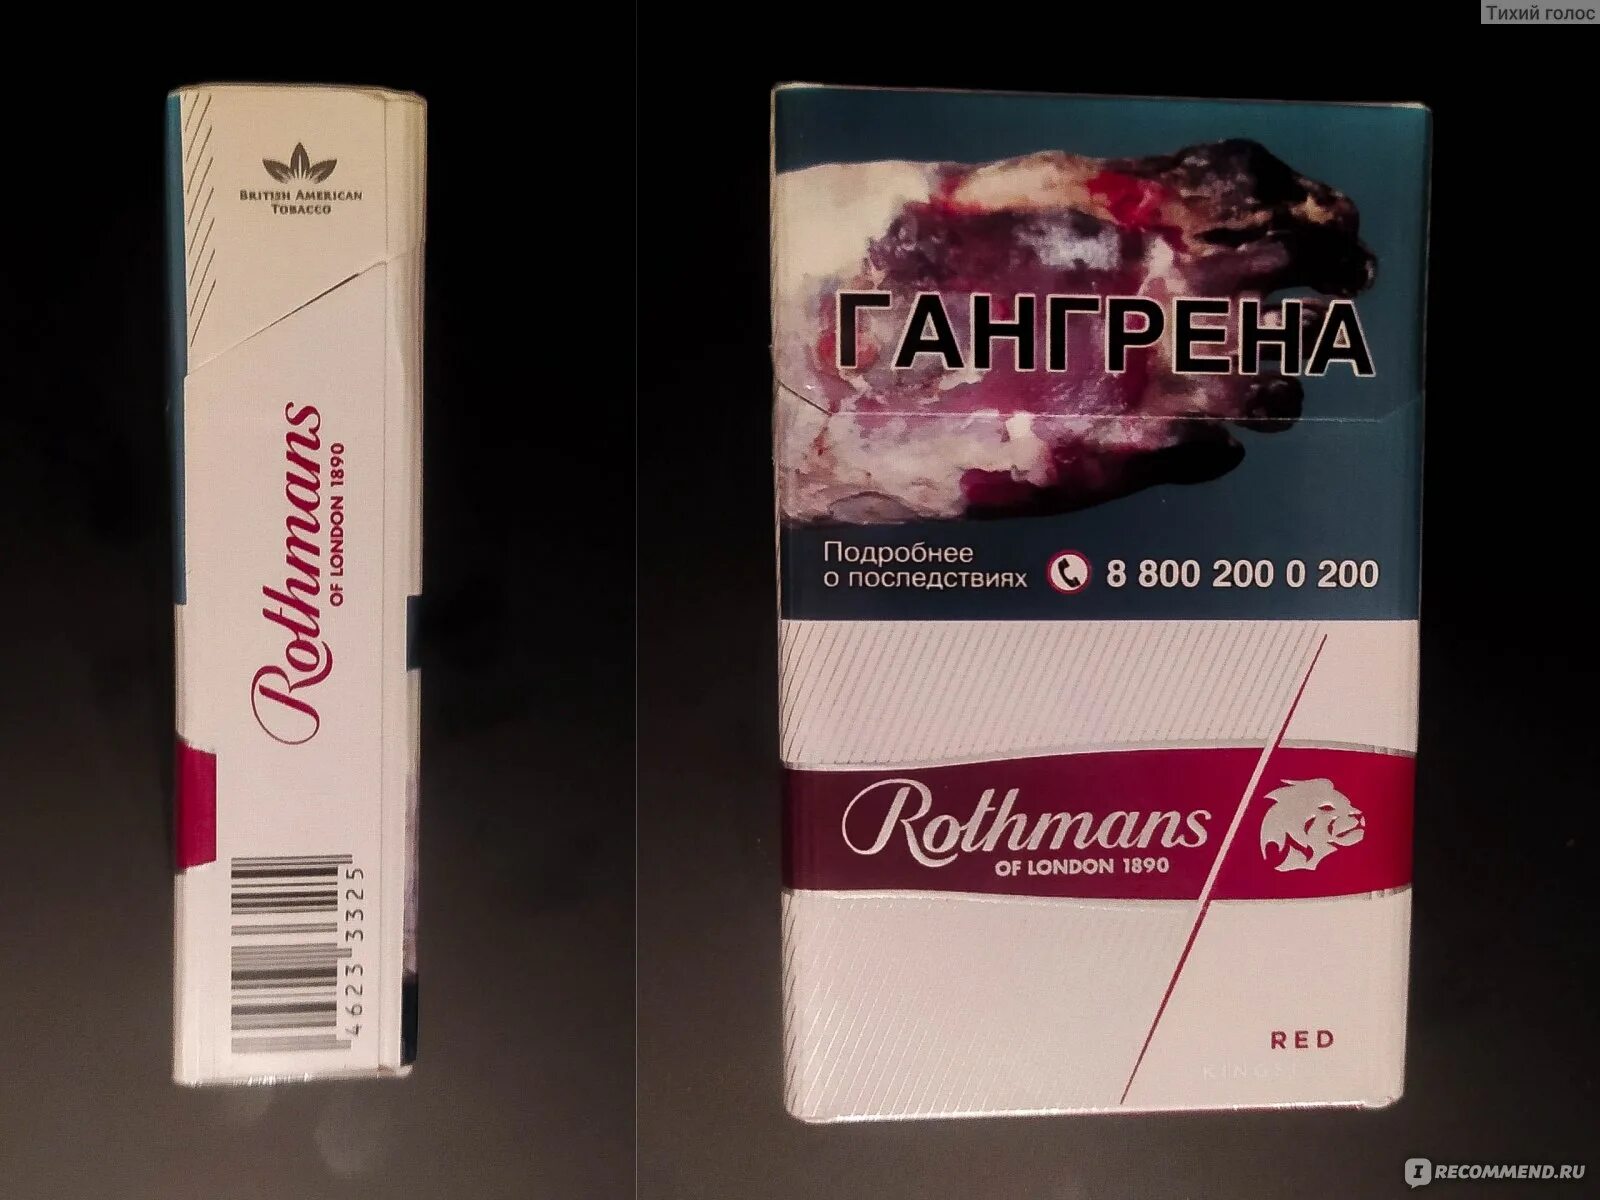 Тихий голос
BRITISH AMERICAN
TOBACCO
Rothmans
OF LONDON 1890
4623 3325
ГАНГРЕНА
Подробнее
о последствиях
8 800 200 0 200
Rothmans
OF LONDON 1890
RED
IRECOMMEND.RU